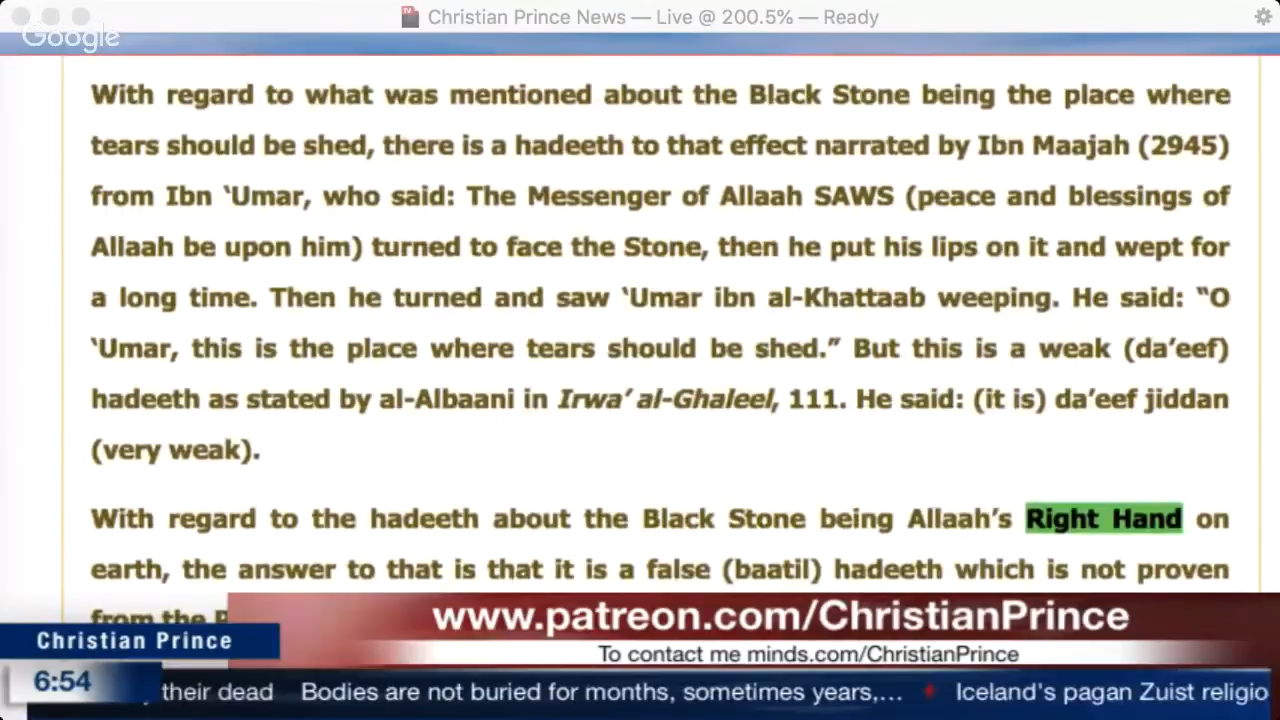 Christian Prince News — Live @ 200.5% — Ready
Google
With regard to what was mentioned about the Black Stone being the place where
tears should be shed, there is a hadeeth to that effect narrated by Ibn Maajah (2945)
from Ibn ‘Umar, who said: The Messenger of Allaah SAWS (peace and blessings of
Allaah be upon him) turned to face the Stone, then he put his lips on it and wept for
a long time. Then he turned and saw ‘Umar ibn al-Khattaab weeping. He said: “O
‘Umar, this is the place where tears should be shed.” But this is a weak (da’eef)
hadeeth as stated by al-Albaani in Irwa’ al-Ghaleel, 111. He said: (it is) da’eef jiddan
(very weak).
With regard to the hadeeth about the Black Stone being Allaah’s Right Hand on
earth, the answer to that is that it is a false (baatil) hadeeth which is not proven
from the
www.patreon.com/ChristianPrince
Christian Prince
To contact me minds.com/ChristianPrince
6:54
their dead Bodies are not buried for months, sometimes years,... Iceland's pagan Zuist religio